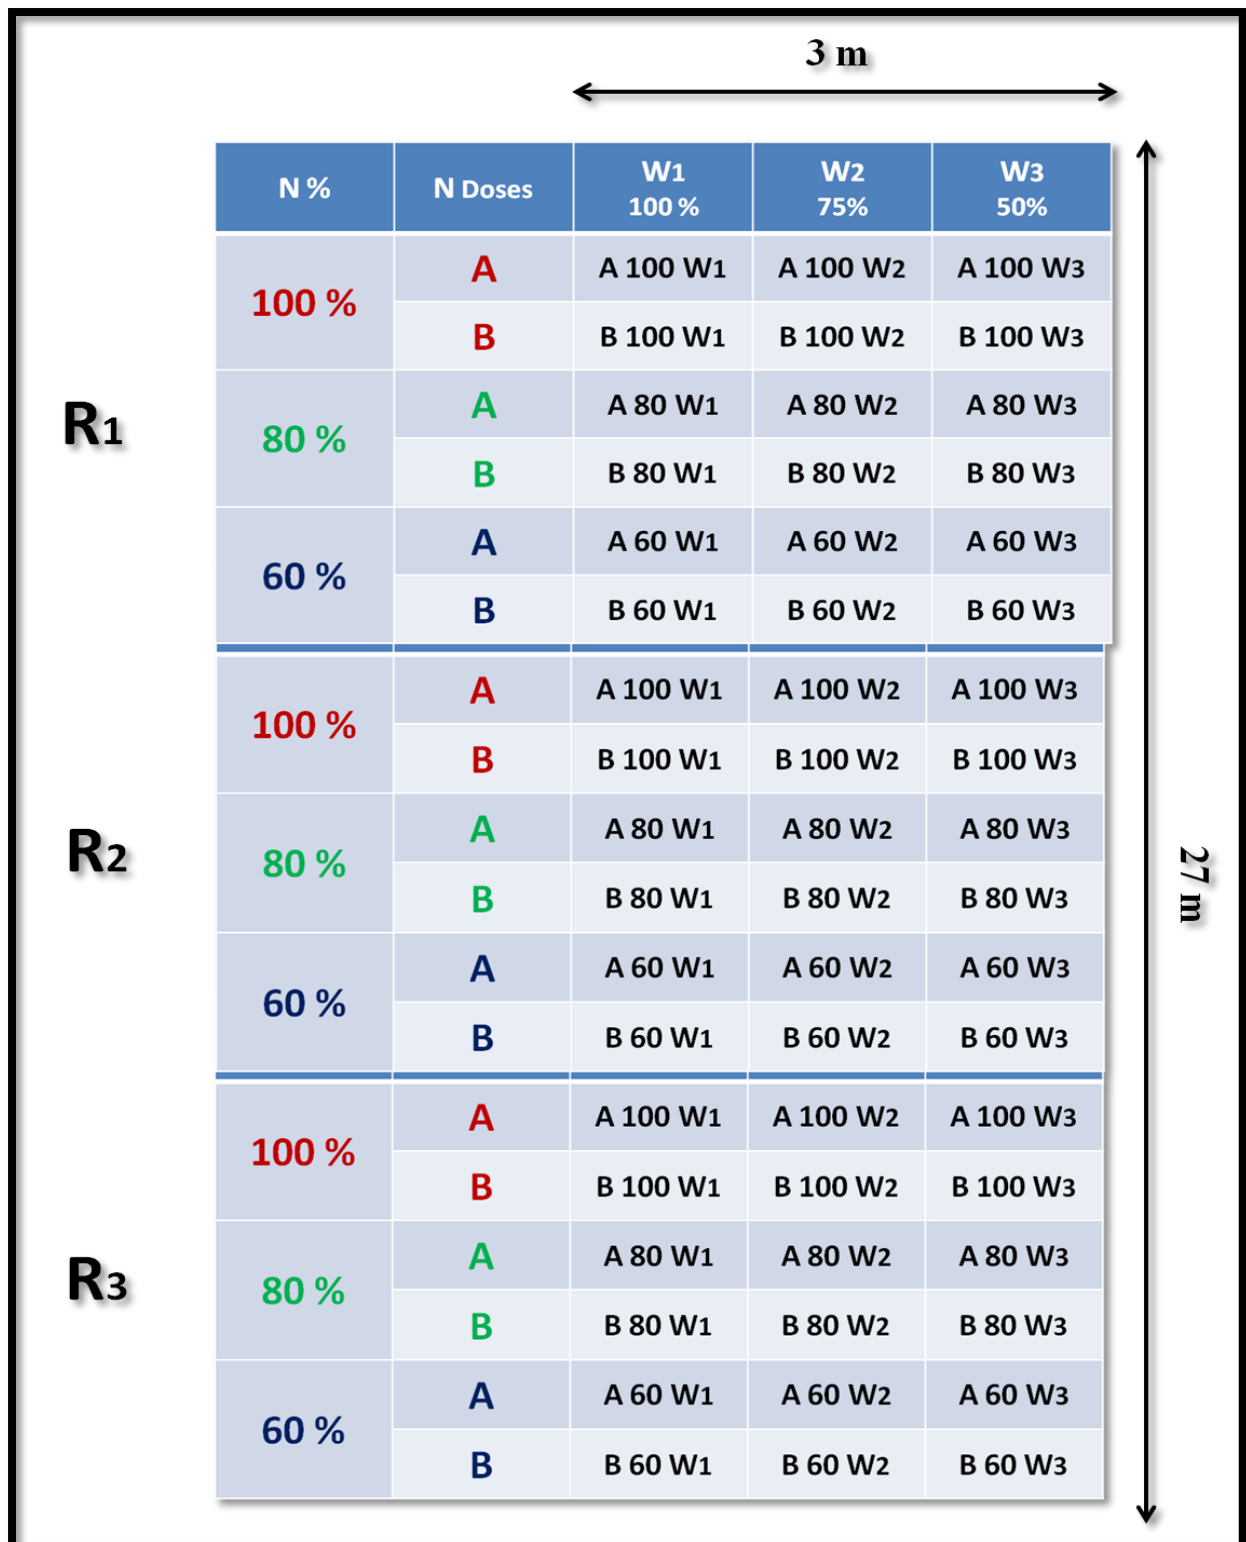 3 m
N %
N Doses
W1
100 %
W2
75%
W3
50%
R1
100 %
A
A 100 W1
A 100 W2
A 100 W3
B
B 100 W1
B 100 W2
B 100 W3
80 %
A
A 80 W1
A 80 W2
A 80 W3
B
B 80 W1
B 80 W2
B 80 W3
60 %
A
A 60 W1
A 60 W2
A 60 W3
B
B 60 W1
B 60 W2
B 60 W3
R2
100 %
A
A 100 W1
A 100 W2
A 100 W3
B
B 100 W1
B 100 W2
B 100 W3
80 %
A
A 80 W1
A 80 W2
A 80 W3
B
B 80 W1
B 80 W2
B 80 W3
60 %
A
A 60 W1
A 60 W2
A 60 W3
B
B 60 W1
B 60 W2
B 60 W3
27 m
R3
100 %
A
A 100 W1
A 100 W2
A 100 W3
B
B 100 W1
B 100 W2
B 100 W3
80 %
A
A 80 W1
A 80 W2
A 80 W3
B
B 80 W1
B 80 W2
B 80 W3
60 %
A
A 60 W1
A 60 W2
A 60 W3
B
B 60 W1
B 60 W2
B 60 W3